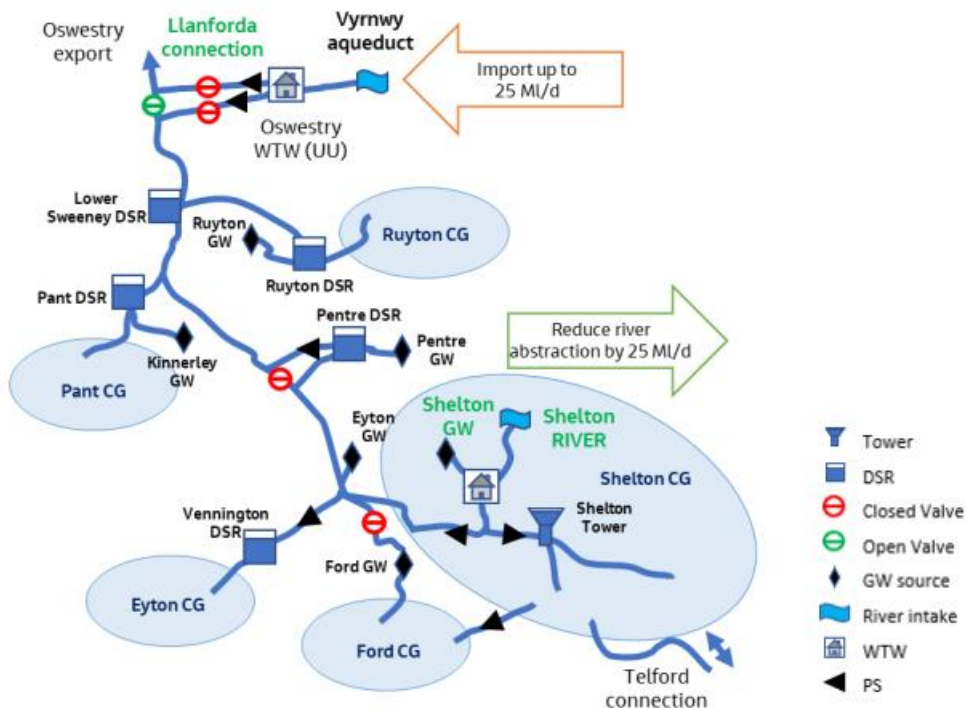 Oswestry
export
Llanforda
connection
Vyrnwy
aqueduct
Import up to
25 Ml/d
Oswestry
WTW (UU)
Lower
Sweeney DSR
Ruyton
GW
Ruyton CG
Ruyton DSR
Pant DSR
Pentre DSR
Reduce river
abstraction by 25 Ml/d
Pentre
GW
Kinnerley
GW
Pant CG
Eyton
GW
Shelton
GW
Shelton
RIVER
Shelton CG
Vennington
DSR
Shelton
Tower
Ford GW
Eyton CG
Ford CG
Telford
connection
Tower
DSR
Closed Valve
Open Valve
GW source
River intake
WTW
PS